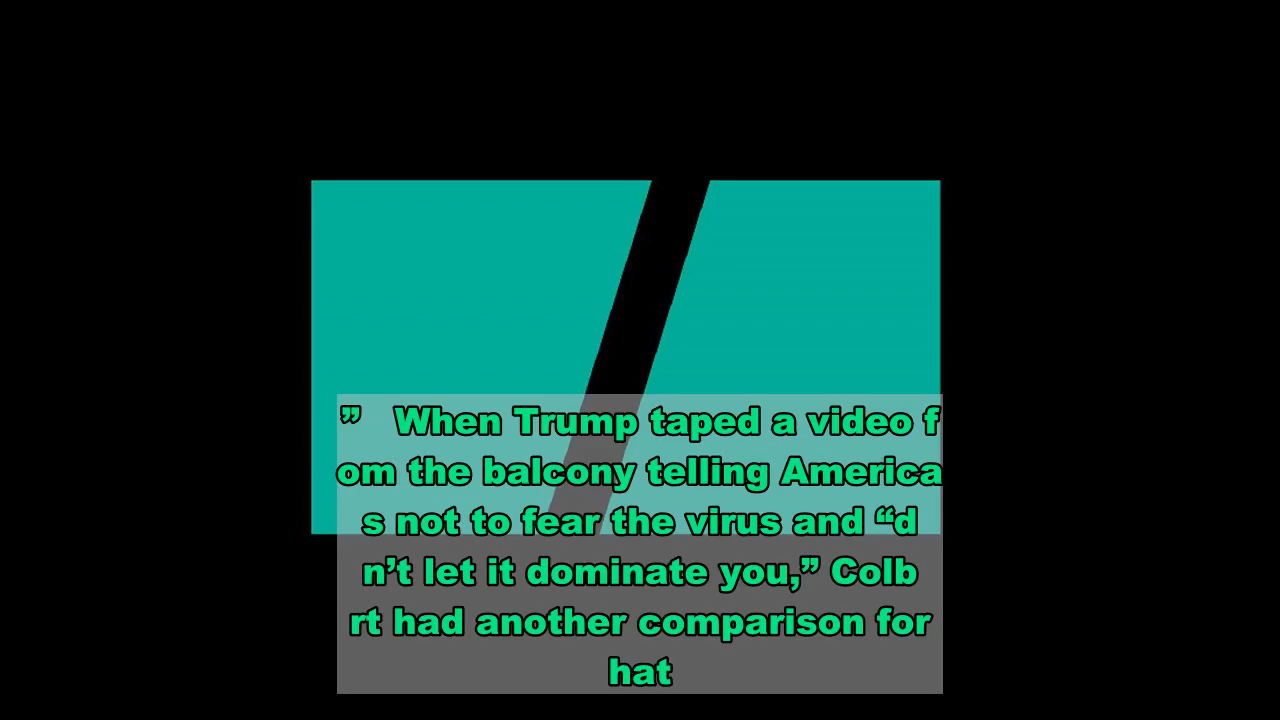 ”   When Trump taped a video f
om the balcony telling America
s not to fear the virus and “d
n’t let it dominate you,” Colb
rt had another comparison for
hat